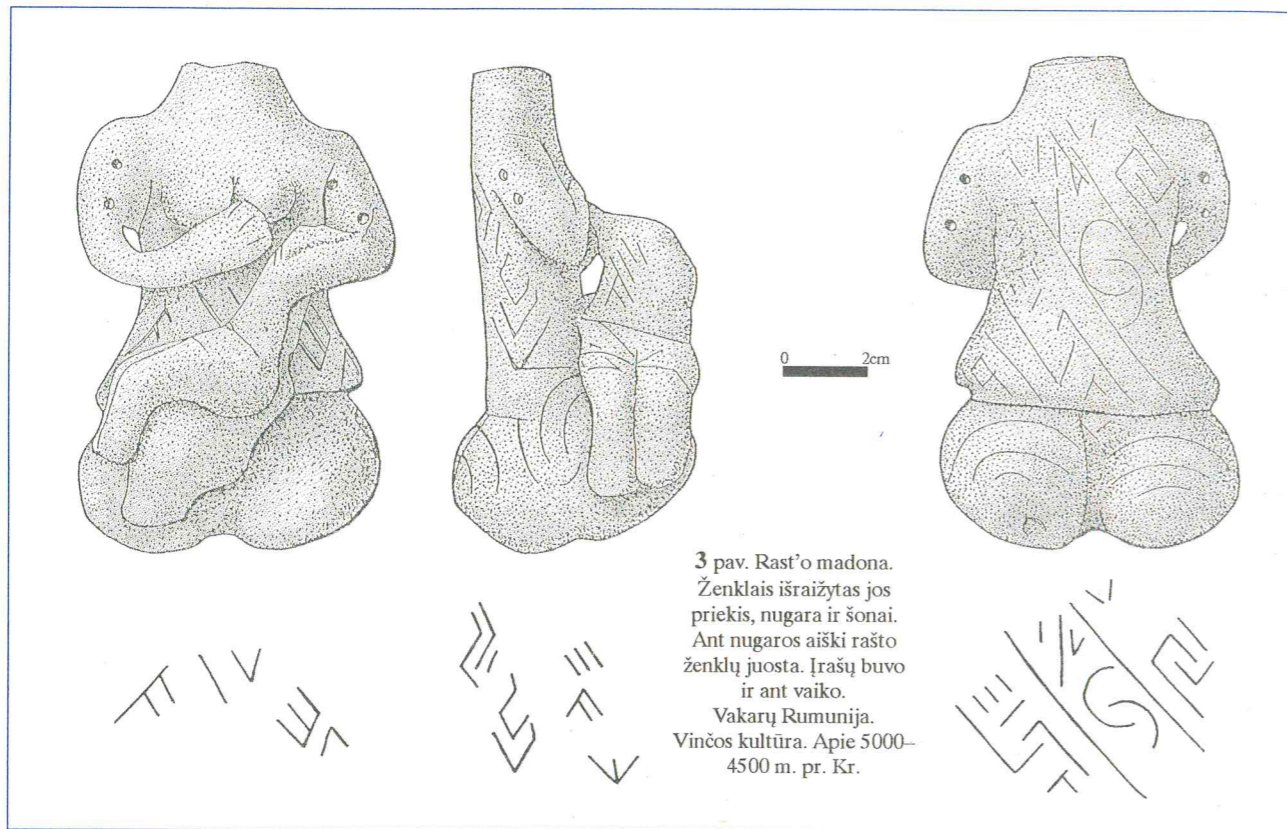 0 2cm
3 pav. Rast’o madona.
Ženklais išraižytas jos
priekis, nugara ir šonai.
Ant nugaros aiški rašto
ženklų juosta. Įrašų buvo
ir ant vaiko.
Vakarų Rumunija.
Vinčos kultūra. Apie 5000–
4500 m. pr. Kr.